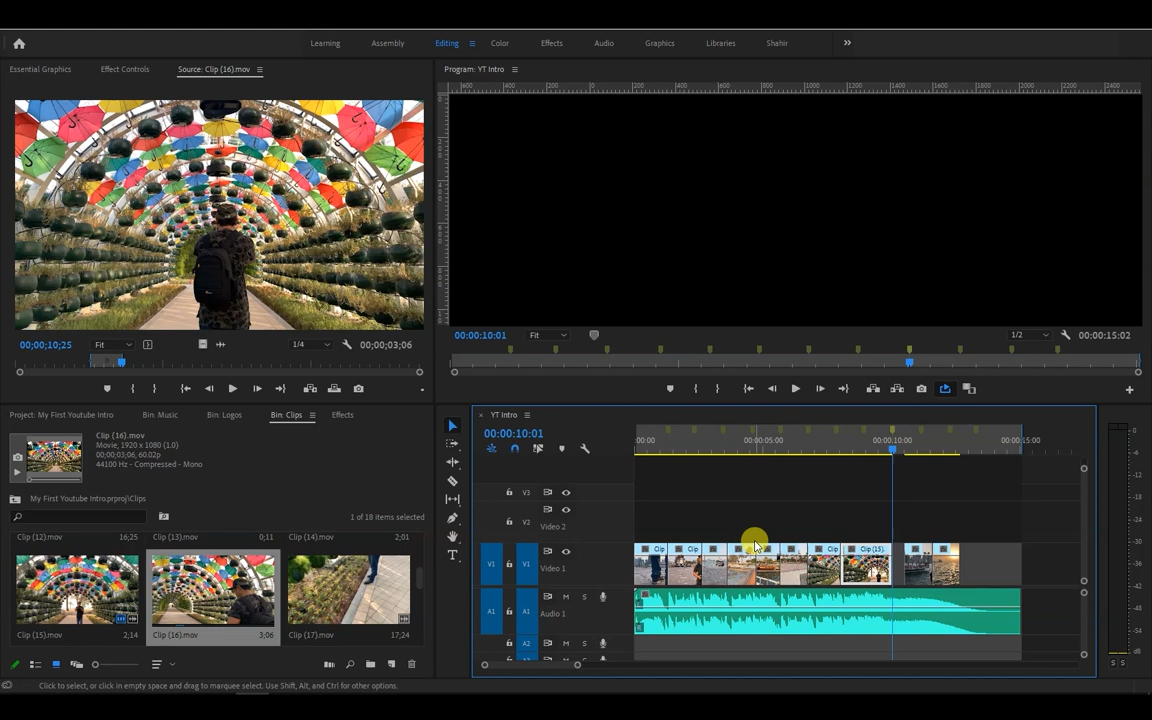 Learning Assembly Editing Color Effects Audio Graphics Libraries Shahir
Essential Graphics Effect Controls Source: Clip (16).mov
Program: YT Intro
00;00;10;25 Fit 1/4 00;00;03;06
00:00:10:01 Fit 1/2 00:00:15:02
Project: My First Youtube Intro Bin: Music Bin: Logos Bin: Clips Effects
Clip (16).mov
Movie, 1920 x 1080 (1.0)
00;00;03;06, 60.02p
44100 Hz - Compressed - Mono
My First Youtube Intro.prproj\Clips
1 of 18 items selected
Clip (12).mov 16;25 Clip (13).mov 0;11 Clip (14).mov 2;01
Clip (15).mov 2;14 Clip (16).mov 3;06 Clip (17).mov 17;24
× YT Intro
00:00:10:01
:00:00 00:00:05:00 00:00:10:00 00:00:15:00
V3
V2
Video 2
V1 V1 Video 1
Clip Clip Clip Clip (15).
A1 A1 M S
Audio 1
A2 M S
S S
Click to select, or click in empty space and drag to marquee select. Use Shift, Alt, and Ctrl for other options.